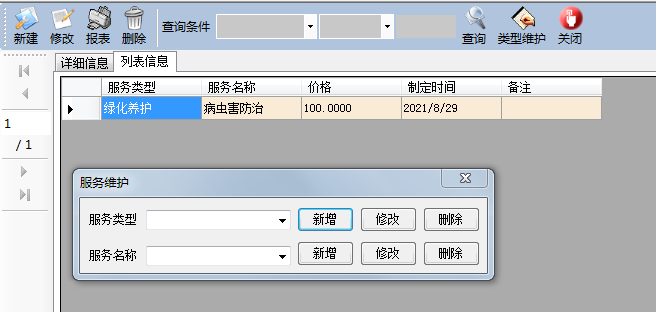 新建 修改 报表 删除 查询条件 查询 类型维护 关闭
详细信息 列表信息
服务类型 服务名称 价格 制定时间 备注
绿化养护 病虫害防治 100.0000 2021/8/29
1
/ 1
服务维护
服务类型 新增 修改 删除
服务名称 新增 修改 删除